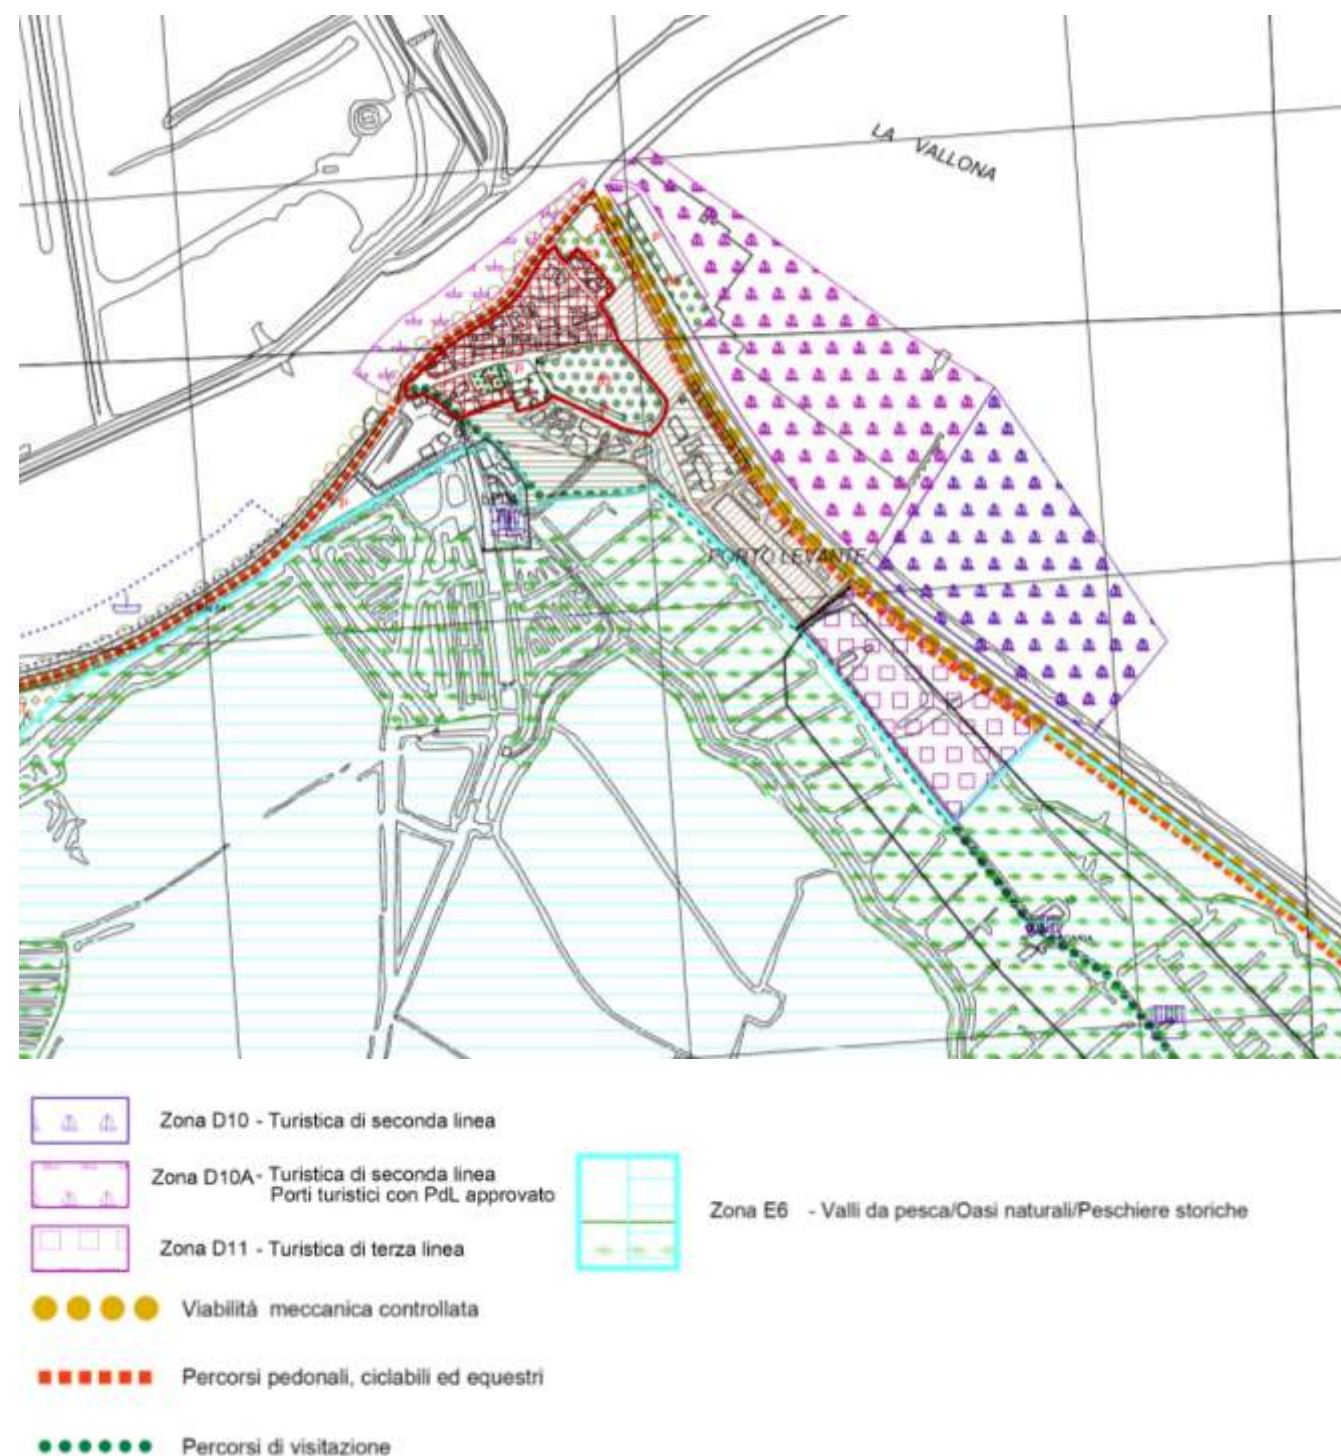 LA VALLONA
PORTO LEVANTE
Zona D10 - Turistica di seconda linea
Zona D10A - Turistica di seconda linea
Porti turistici con PdL approvato
Zona D11 - Turistica di terza linea
Zona E6 - Valli da pesca/Oasi naturali/Peschiere storiche
Viabilità meccanica controllata
Percorsi pedonali, ciclabili ed equestri
Percorsi di visitazione